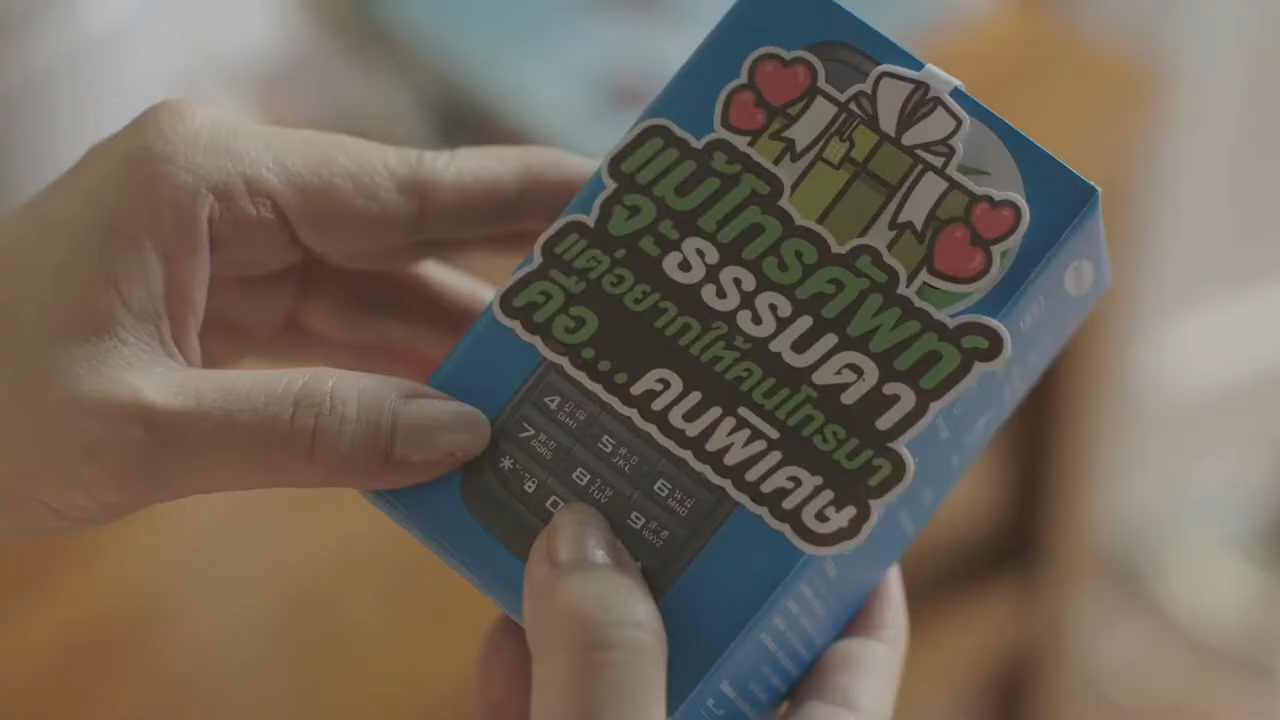 แม้โทรศัพท์
จะธรรมดา
แต่อยากให้คนโทรมา
คือ...คนพิเศษ
4 GHI
5 JKL
6 MNO
7 PQRS
8 TUV
9 WXYZ
*
0